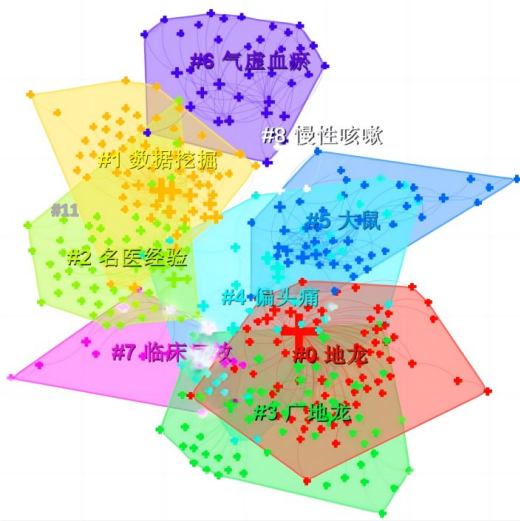 #6 气虚血瘀
#8 慢性咳嗽
#1 数据挖掘
#11
#5 大鼠
#2 名医经验
#4 偏头痛
#7 临床
#0 地龙
#3 广地龙